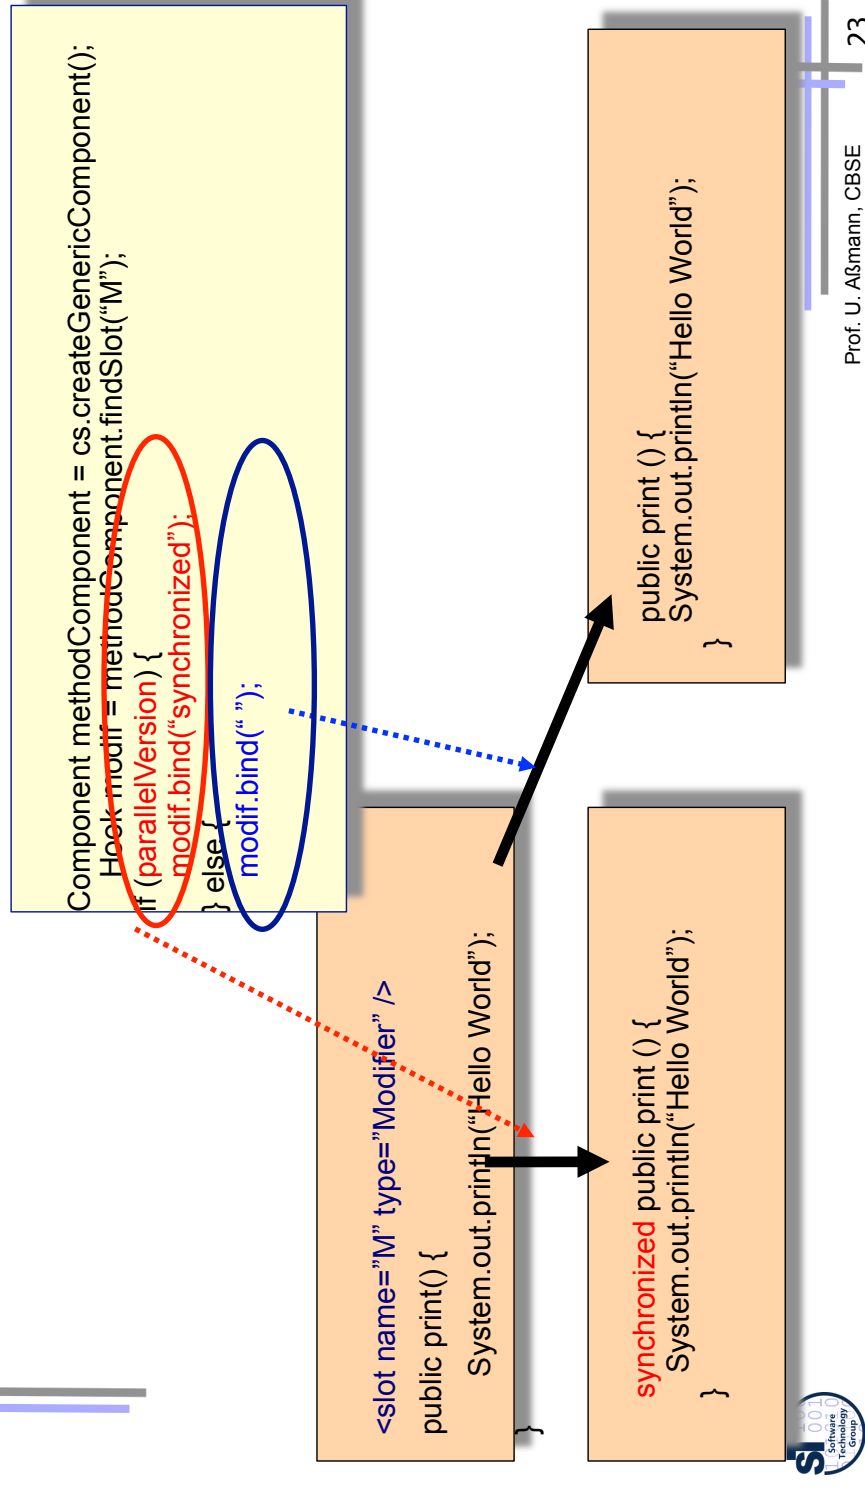 Component methodComponent = cs.createGenericComponent();
Hook modif = methodComponent.findSlot(“M”);
if (parallelVersion) {
modif.bind(“synchronized”);
} else {
modif.bind(“ ”);
<slot name=”M” type=”Modifier” />
public print() {
System.out.println(“Hello World”);
}
synchronized public print () {
System.out.println(“Hello World”);
}
public print () {
System.out.println(“Hello World”);
}
Software
Technology
Group
Prof. U. Aßmann, CBSE
23